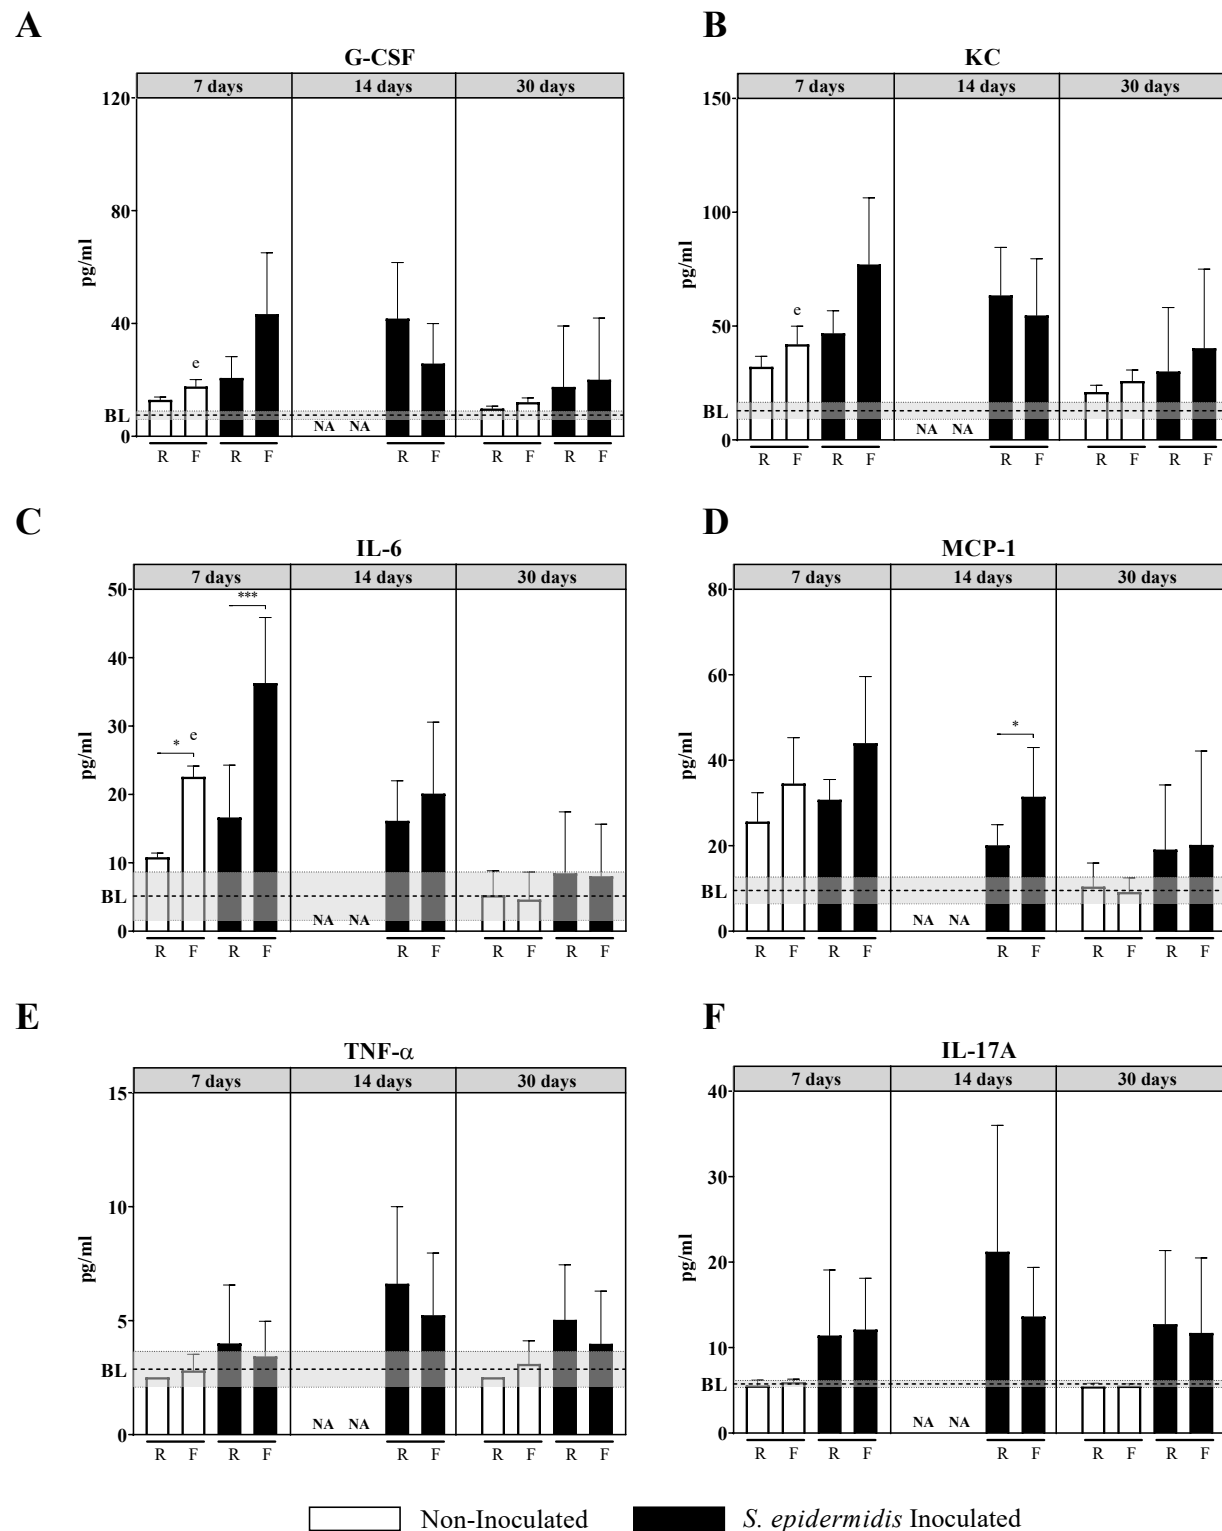 A
G-CSF
7 days 14 days 30 days
120
80
40
0
pg/ml
BL
e
NA NA
R F R F R F R F R F
B
KC
7 days 14 days 30 days
150
100
50
0
pg/ml
BL
e
NA NA
R F R F R F R F R F
C
IL-6
7 days 14 days 30 days
50
40
30
20
10
0
pg/ml
BL
***
* e
NA NA
R F R F R F R F R F
D
MCP-1
7 days 14 days 30 days
80
60
40
20
0
pg/ml
BL
*
NA NA
R F R F R F R F R F
E
TNF-α
7 days 14 days 30 days
15
10
5
0
pg/ml
BL
NA NA
R F R F R F R F R F
F
IL-17A
7 days 14 days 30 days
40
30
20
10
0
pg/ml
BL
NA NA
R F R F R F R F R F
Non-Inoculated S. epidermidis Inoculated